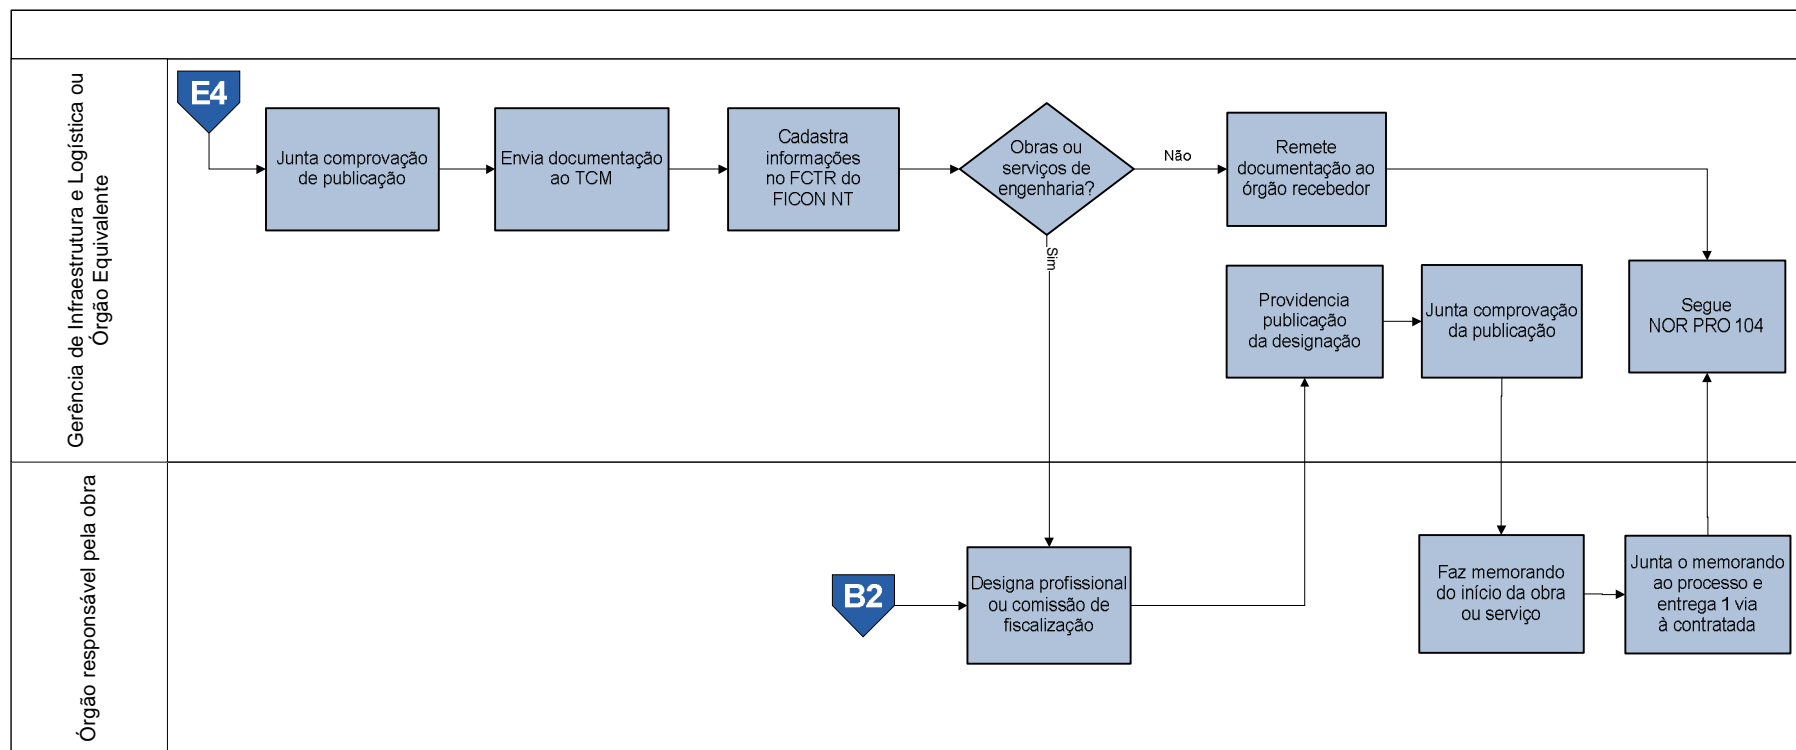 Gerência de Infraestrutura e Logística ou
Órgão Equivalente
E4
Junta comprovação
de publicação
Envia documentação
ao TCM
Cadastra
informações
no FCTR do
FICON NT
Obras ou
serviços de
engenharia?
Não
Sim
Remete
documentação ao
órgão recebedor
Providencia
publicação
da designação
Junta comprovação
da publicação
Segue
NOR PRO 104
Órgão responsável pela obra
B2
Designa profissional
ou comissão de
fiscalização
Faz memorando
do início da obra
ou serviço
Junta o memorando
ao processo e
entrega 1 via
à contratada